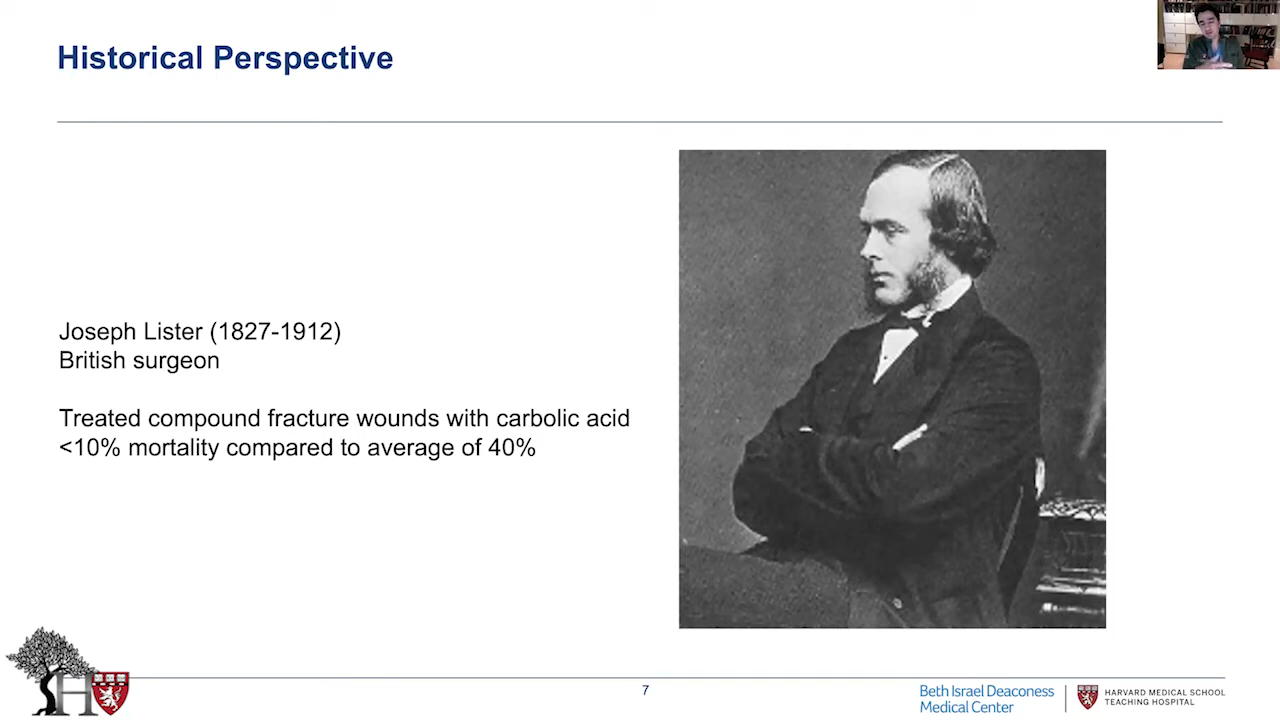 Historical Perspective
Joseph Lister (1827-1912)
British surgeon
Treated compound fracture wounds with carbolic acid
<10% mortality compared to average of 40%
H
7
Beth Israel Deaconess
Medical Center
HARVARD MEDICAL SCHOOL
TEACHING HOSPITAL